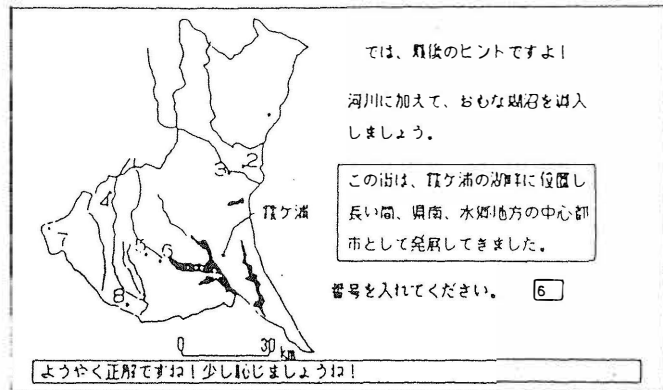 では、最後のヒントですよ！
河川に加えて、おもな湖沼を導入
しましょう。
この街は、霞ケ浦の湖畔に位置し
長い間、県南、水郷地方の中心都
市として発展してきました。
番号を入れてください。 6
霞ケ浦
2
3
4
7
6
8
0 30
km
ようやく正解ですね！少し恥じましょうね！